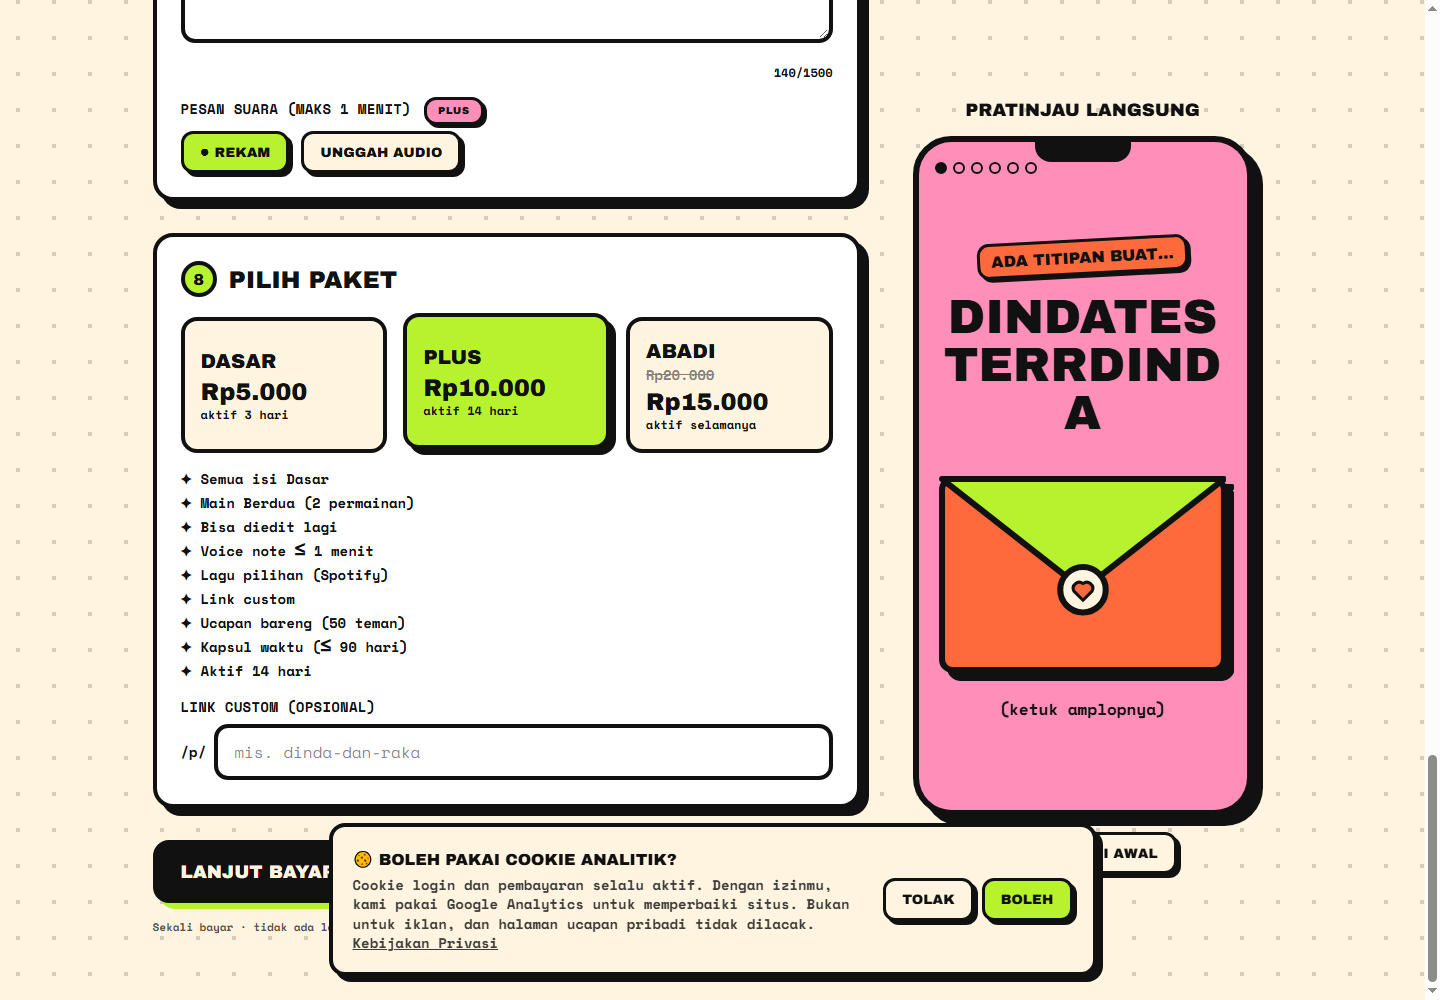 140/1500
PESAN SUARA (MAKS 1 MENIT) PLUS
REKAM UNGGAH AUDIO
8 PILIH PAKET
DASAR
Rp5.000
aktif 3 hari
PLUS
Rp10.000
aktif 14 hari
ABADI
Rp20.000
Rp15.000
aktif selamanya
✦ Semua isi Dasar
✦ Main Berdua (2 permainan)
✦ Bisa diedit lagi
✦ Voice note ≤ 1 menit
✦ Lagu pilihan (Spotify)
✦ Link custom
✦ Ucapan bareng (50 teman)
✦ Kapsul waktu (≤ 90 hari)
✦ Aktif 14 hari
LINK CUSTOM (OPSIONAL)
/p/ mis. dinda-dan-raka
LANJUT BAYAR
Sekali bayar · tidak ada
PRATINJAU LANGSUNG
ADA TITIPAN BUAT...
DINDATES
TERRDIND
A
(ketuk amplopnya)
AWAL
🍪 BOLEH PAKAI COOKIE ANALITIK?
Cookie login dan pembayaran selalu aktif. Dengan izinmu,
kami pakai Google Analytics untuk memperbaiki situs. Bukan
untuk iklan, dan halaman ucapan pribadi tidak dilacak.
Kebijakan Privasi
TOLAK BOLEH